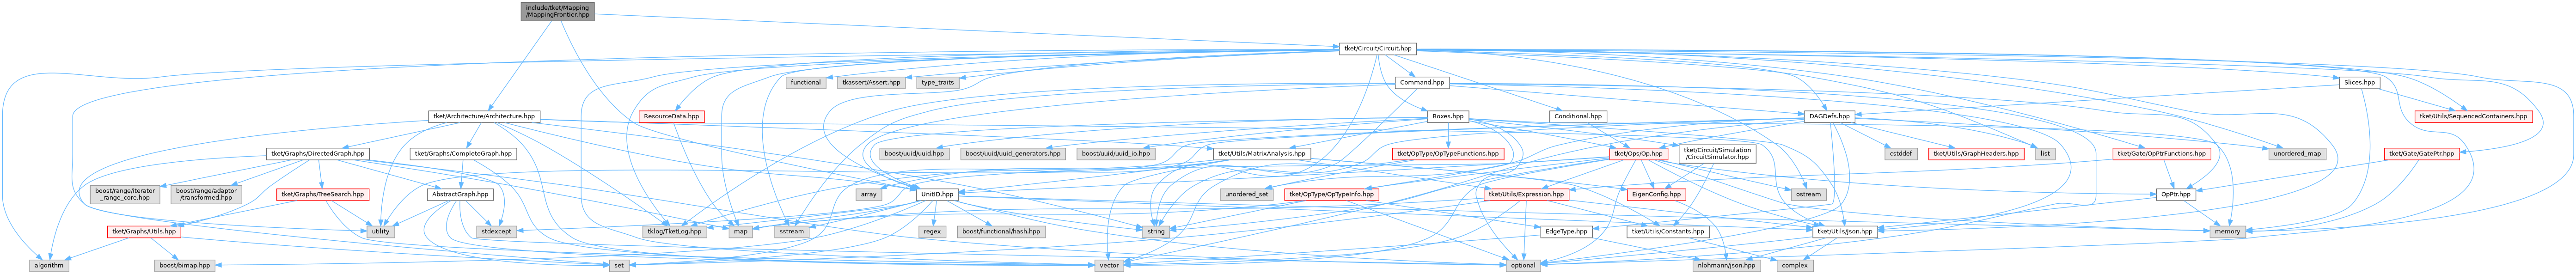 include/tket/Mapping
/MappingFrontier.hpp
tket/Circuit/Circuit.hpp
functional
tkassert/Assert.hpp
type_traits
Command.hpp
Slices.hpp
tket/Architecture/Architecture.hpp
ResourceData.hpp
Boxes.hpp
Conditional.hpp
DAGDefs.hpp
tket/Utils/SequencedContainers.hpp
tket/Graphs/DirectedGraph.hpp
tket/Graphs/CompleteGraph.hpp
boost/uuid/uuid.hpp
boost/uuid/uuid_generators.hpp
boost/uuid/uuid_io.hpp
tket/Utils/MatrixAnalysis.hpp
tket/OpType/OpTypeFunctions.hpp
tket/Ops/Op.hpp
tket/Circuit/Simulation
/CircuitSimulator.hpp
cstddef
tket/Utils/GraphHeaders.hpp
list
tket/Gate/OpPtrFunctions.hpp
unordered_map
tket/Gate/GatePtr.hpp
boost/range/iterator
_range_core.hpp
boost/range/adaptor
/transformed.hpp
tket/Graphs/TreeSearch.hpp
AbstractGraph.hpp
array
UnitID.hpp
unordered_set
tket/OpType/OpTypeInfo.hpp
tket/Utils/Expression.hpp
EigenConfig.hpp
ostream
OpPtr.hpp
tket/Graphs/Utils.hpp
utility
stdexcept
tklog/TketLog.hpp
map
sstream
regex
boost/functional/hash.hpp
string
EdgeType.hpp
tket/Utils/Constants.hpp
tket/Utils/Json.hpp
memory
algorithm
boost/bimap.hpp
set
vector
optional
nlohmann/json.hpp
complex